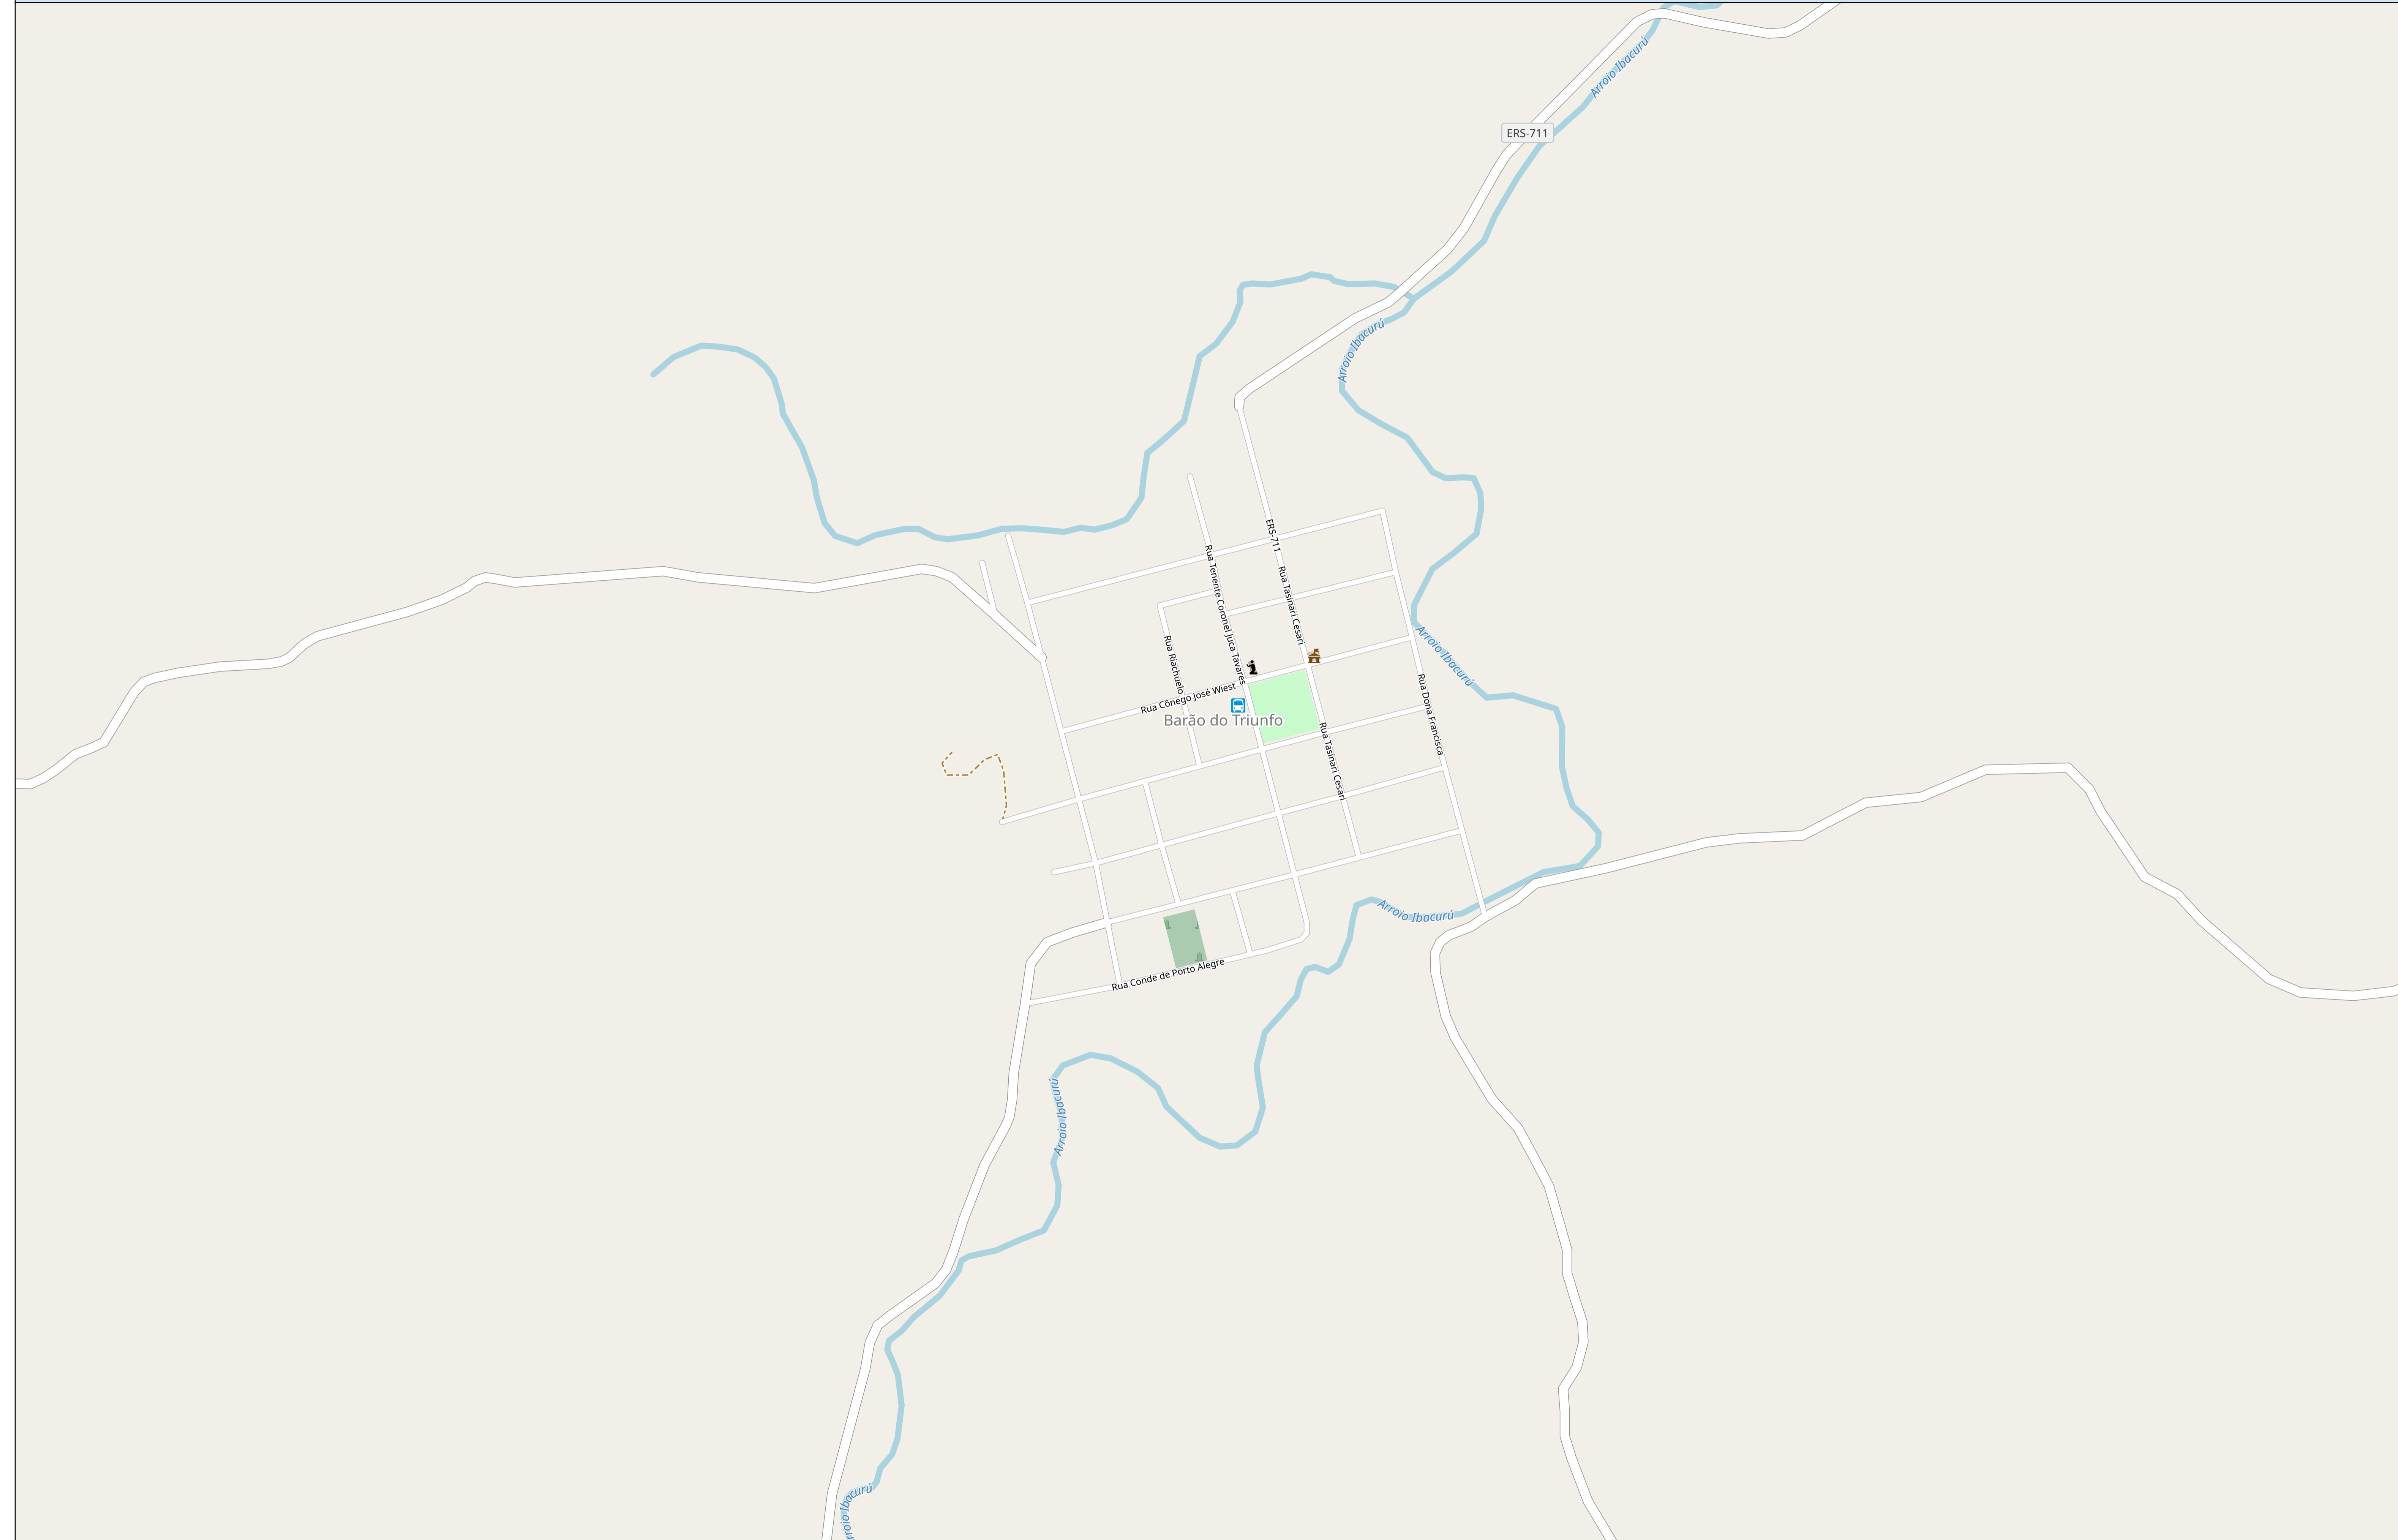 Arroio Ibacurú
ERS-711
Arroio Ibacurú
ERS-711
Rua Tenente Coronel Juca Tavares
Rua Tasinari Cesari
Arroio Ibacurú
Rua Riachuelo
Rua Cônego José Wiest
Barão do Triunfo
Rua Dona Francisca
Rua Tasinari Cesari
Arroio Ibacurú
Rua Conde de Porto Alegre
Arroio Ibacurú
Arroio Ibacurú